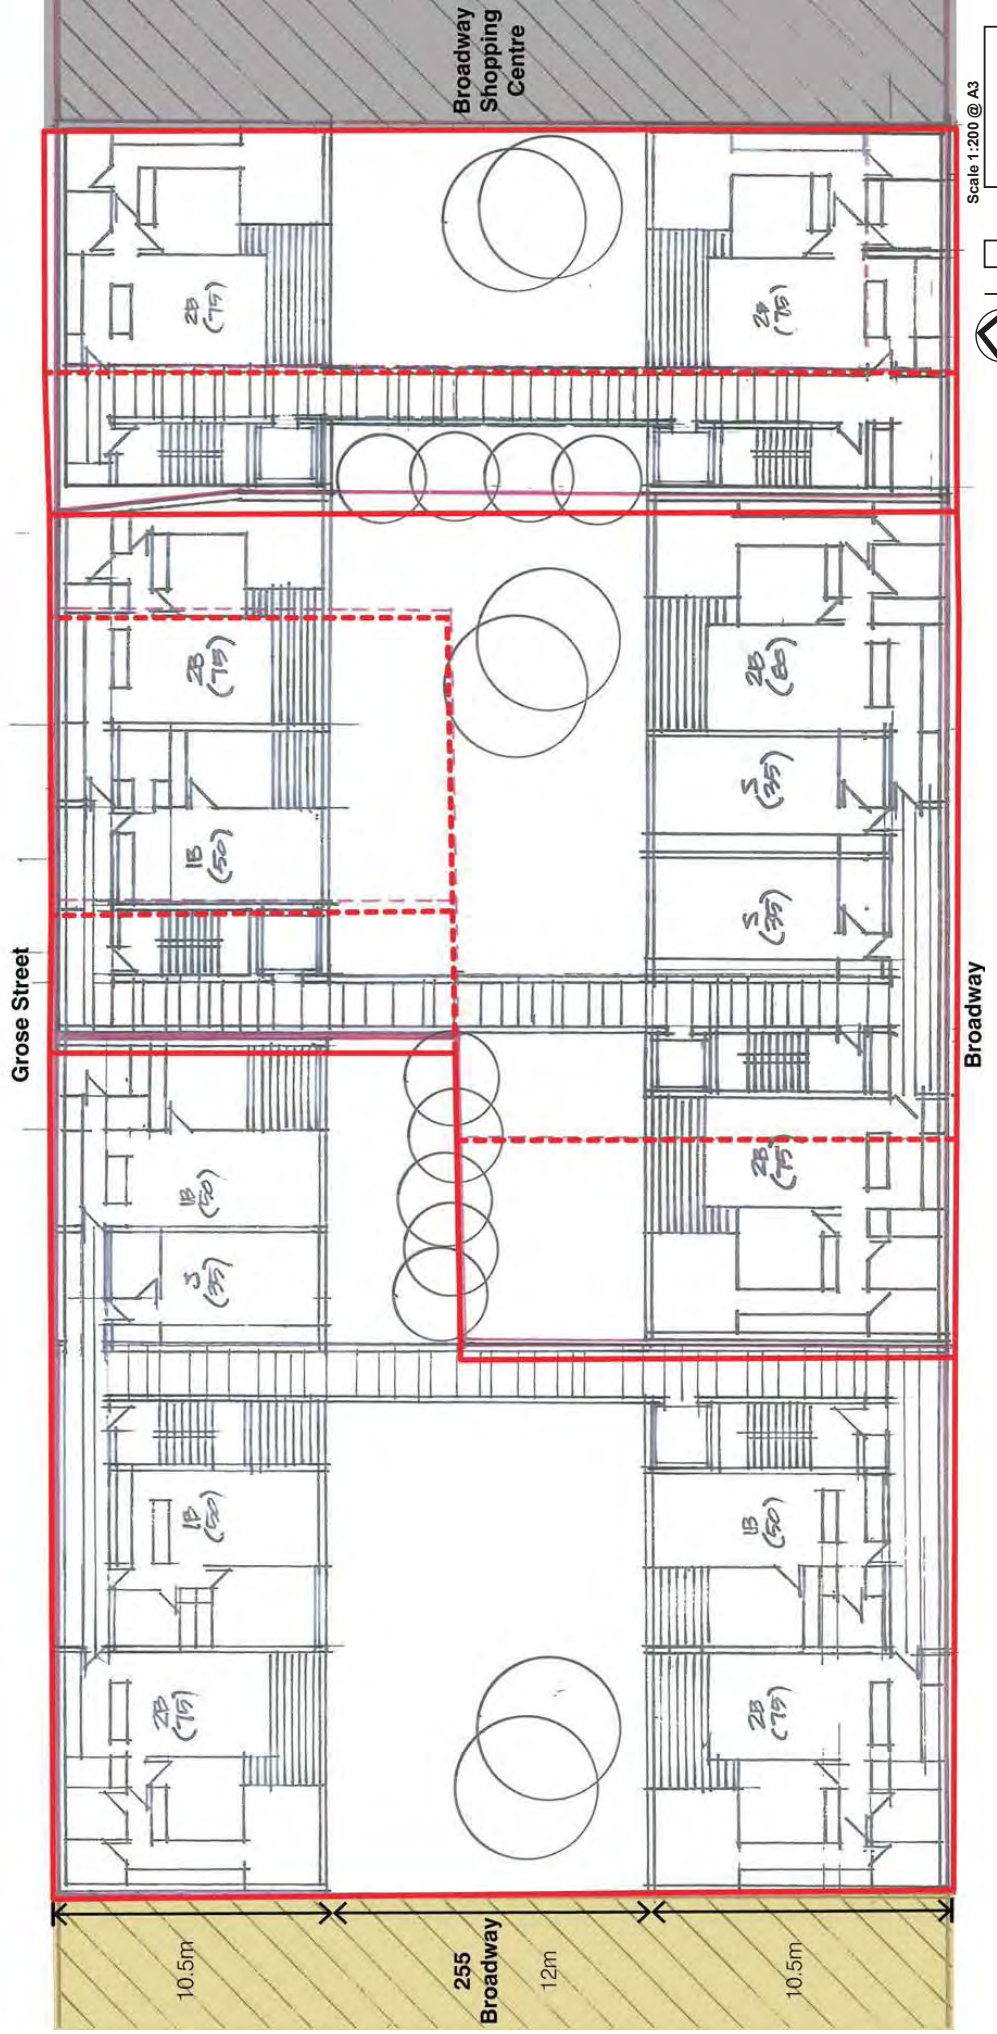 Grose Street
Broadway
Shopping
Centre
2B
(75)
2B
(75)
2B
(75)
1B
(50)
2B
(80)
S
(35)
S
(35)
1B
(50)
S
(35)
2B
(75)
1B
(50)
1B
(50)
2B
(75)
2B
(75)
10.5m
255
Broadway
12m
10.5m
Broadway
Scale 1:200 @ A3